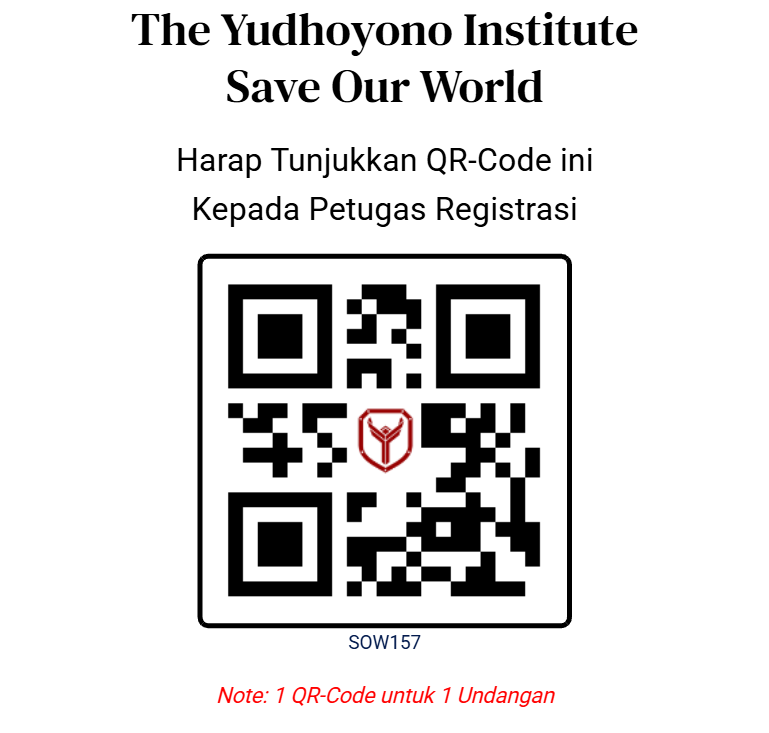 The Yudhoyono Institute
Save Our World
Harap Tunjukkan QR-Code ini
Kepada Petugas Registrasi
SOW157
Note: 1 QR-Code untuk 1 Undangan